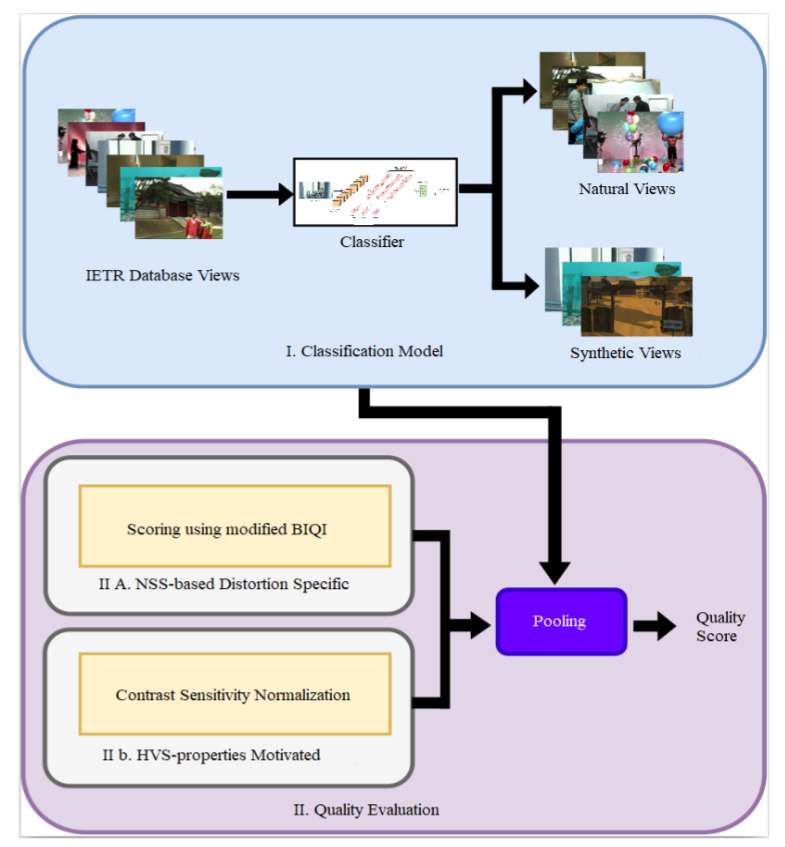 Natural Views
Classifier
IETR Database Views
Synthetic Views
I. Classification Model
Scoring using modified BIQI
II A. NSS-based Distortion Specific
Pooling
Quality
Score
Contrast Sensitivity Normalization
II b. HVS-properties Motivated
II. Quality Evaluation